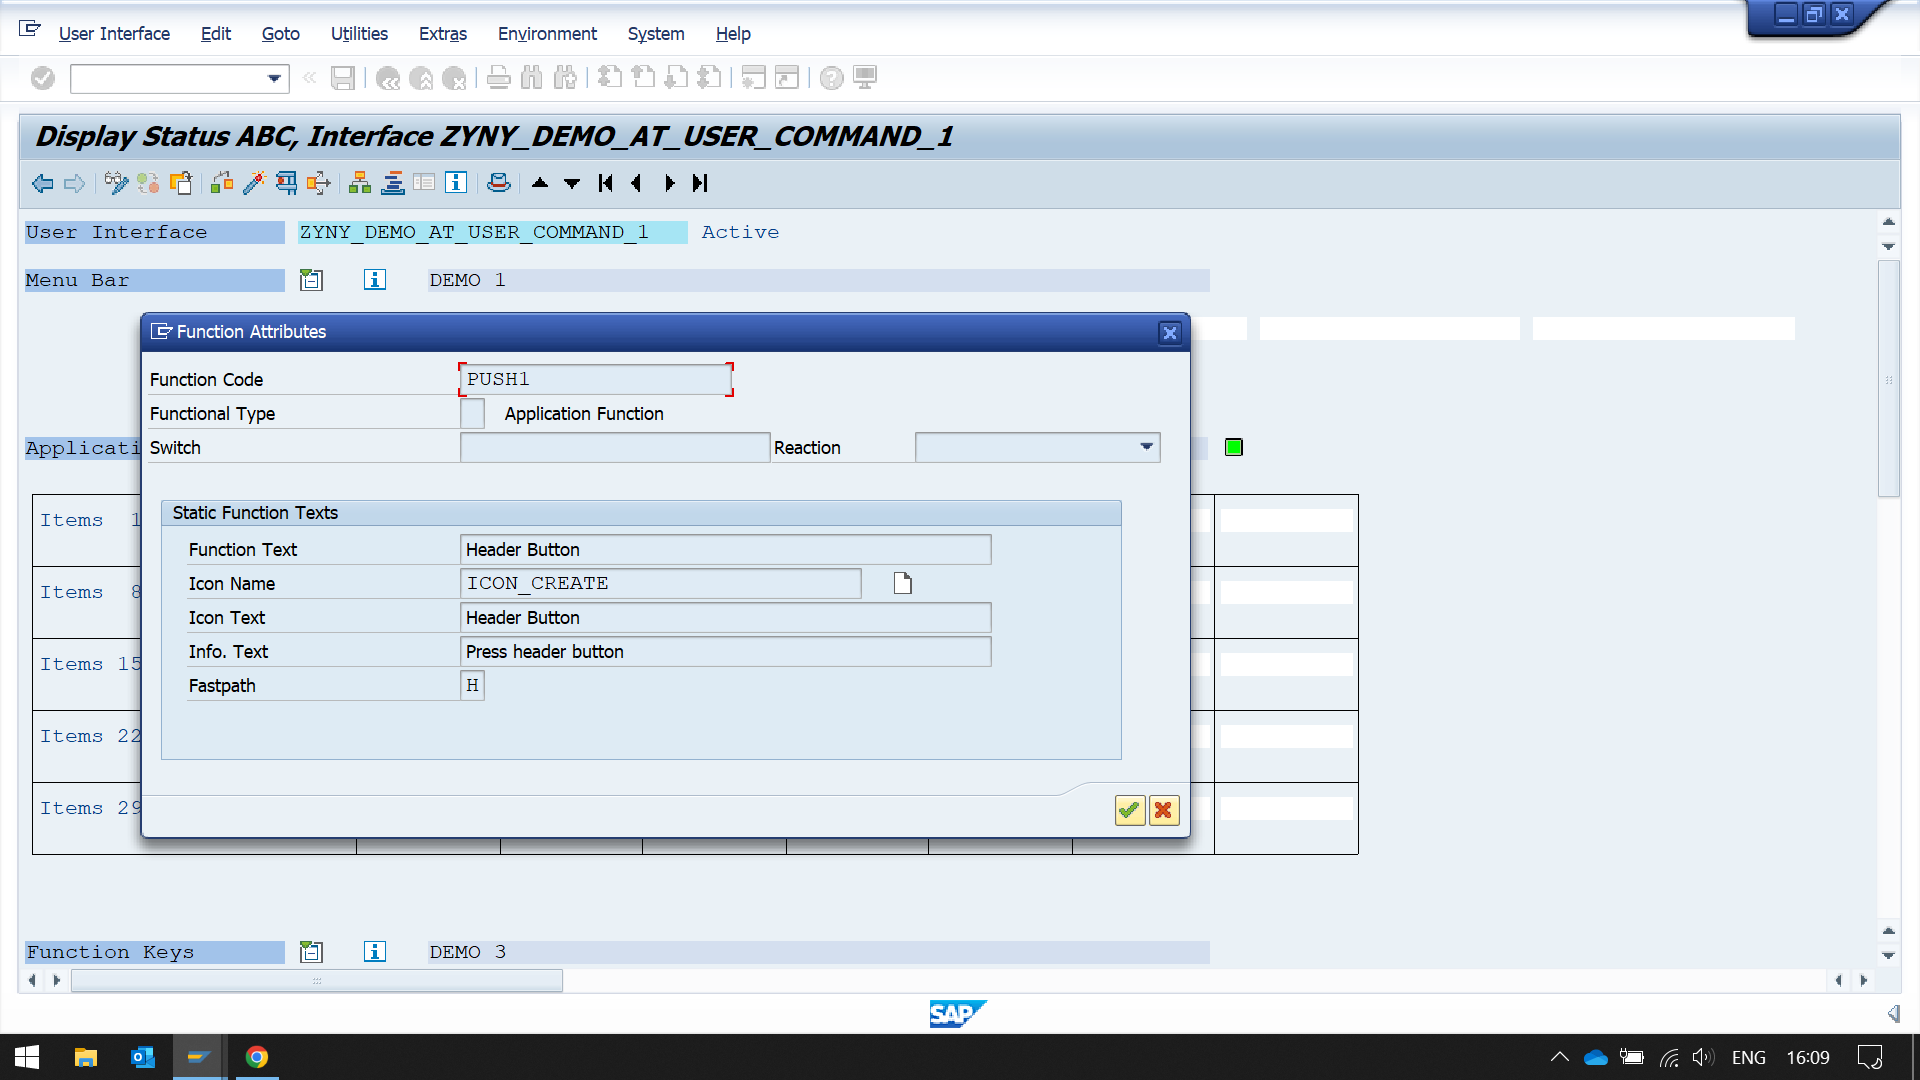 User Interface Edit Goto Utilities Extras Environment System Help
Display Status ABC, Interface ZYNY_DEMO_AT_USER_COMMAND_1
User Interface ZYNY_DEMO_AT_USER_COMMAND_1 Active
Menu Bar DEMO 1
Function Attributes
Function Code PUSH1
Functional Type Application Function
Applicati
Switch Reaction
Static Function Texts
Items 1
Function Text Header Button
Icon Name ICON_CREATE
Items 8
Icon Text Header Button
Info. Text Press header button
Items 15
Fastpath H
Items 22
Items 29
Function Keys DEMO 3
SAP
ENG 16:09